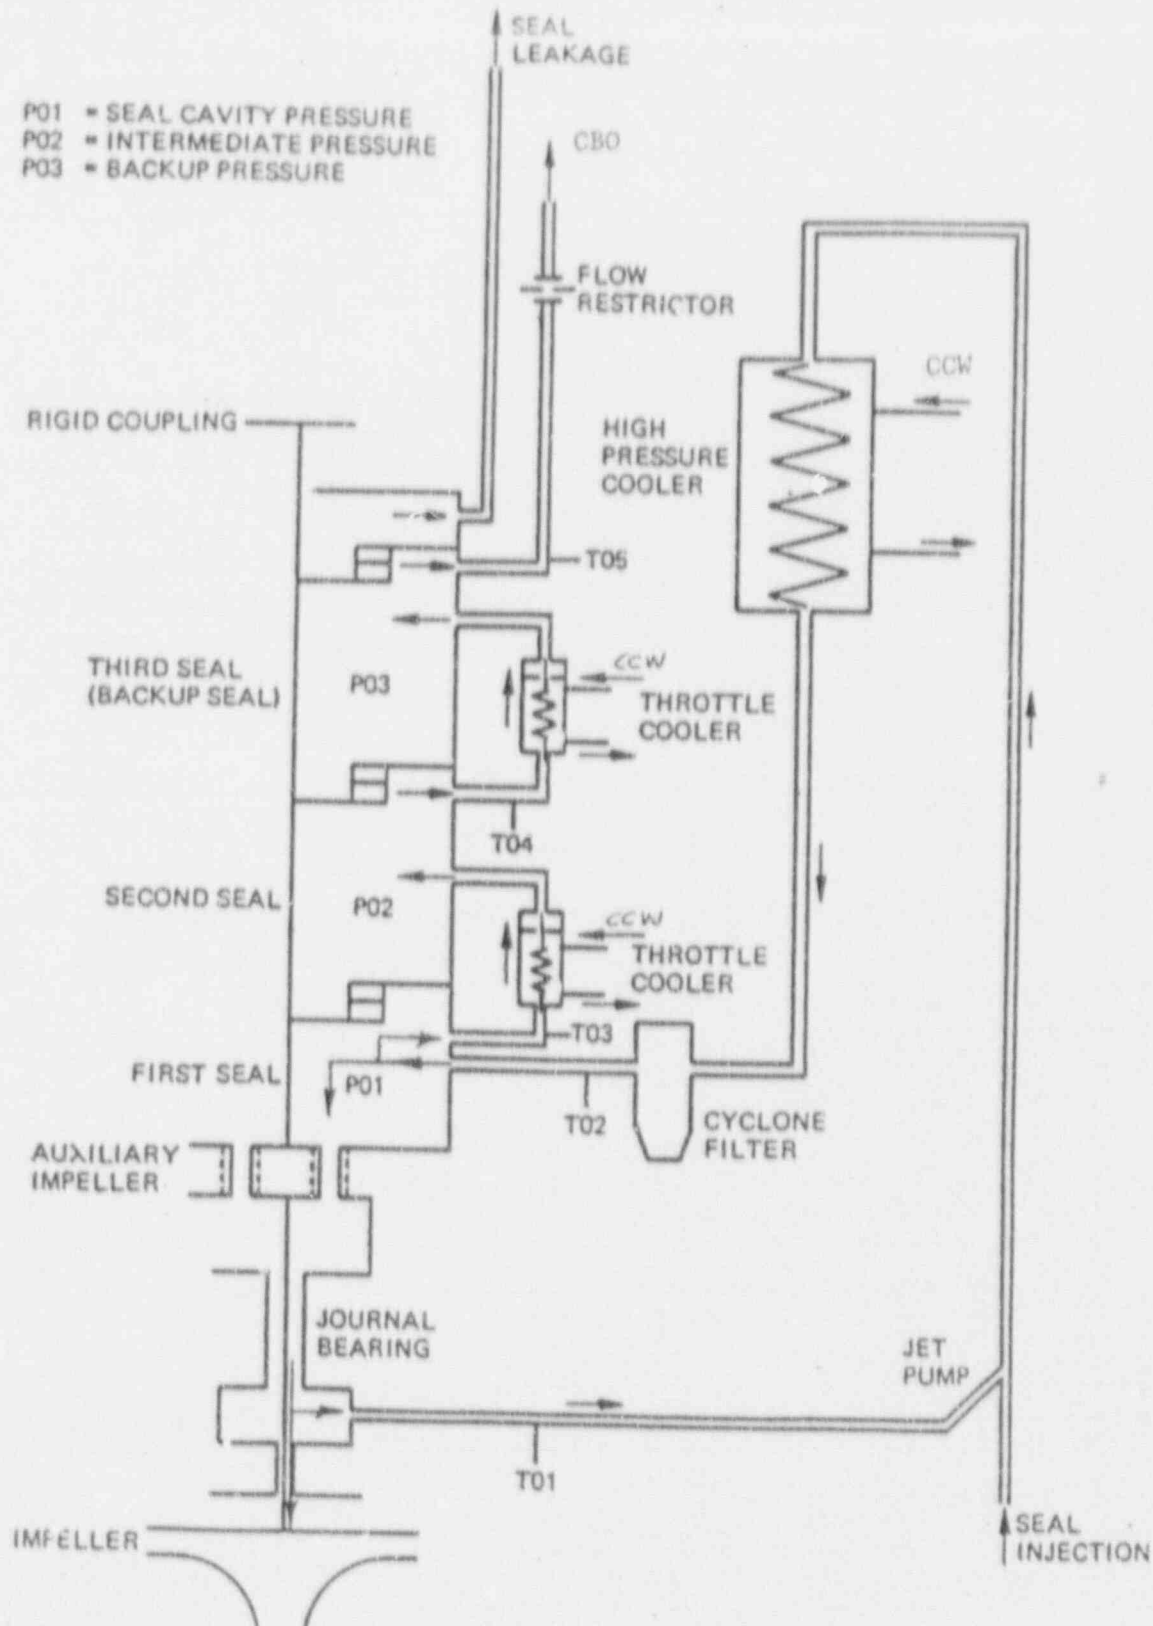 SEAL
LEAKAGE
P01 = SEAL CAVITY PRESSURE
P02 = INTERMEDIATE PRESSURE
P03 = BACKUP PRESSURE
CBO
FLOW
RESTRICTOR
CCW
RIGID COUPLING
HIGH
PRESSURE
COOLER
T05
THIRD SEAL
(BACKUP SEAL)
P03
CCW
THROTTLE
COOLER
T04
SECOND SEAL
P02
CCW
THROTTLE
COOLER
T03
FIRST SEAL
P01
T02
CYCLONE
FILTER
AUXILIARY
IMPELLER
JOURNAL
BEARING
JET
PUMP
T01
IMPELLER
SEAL
INJECTION